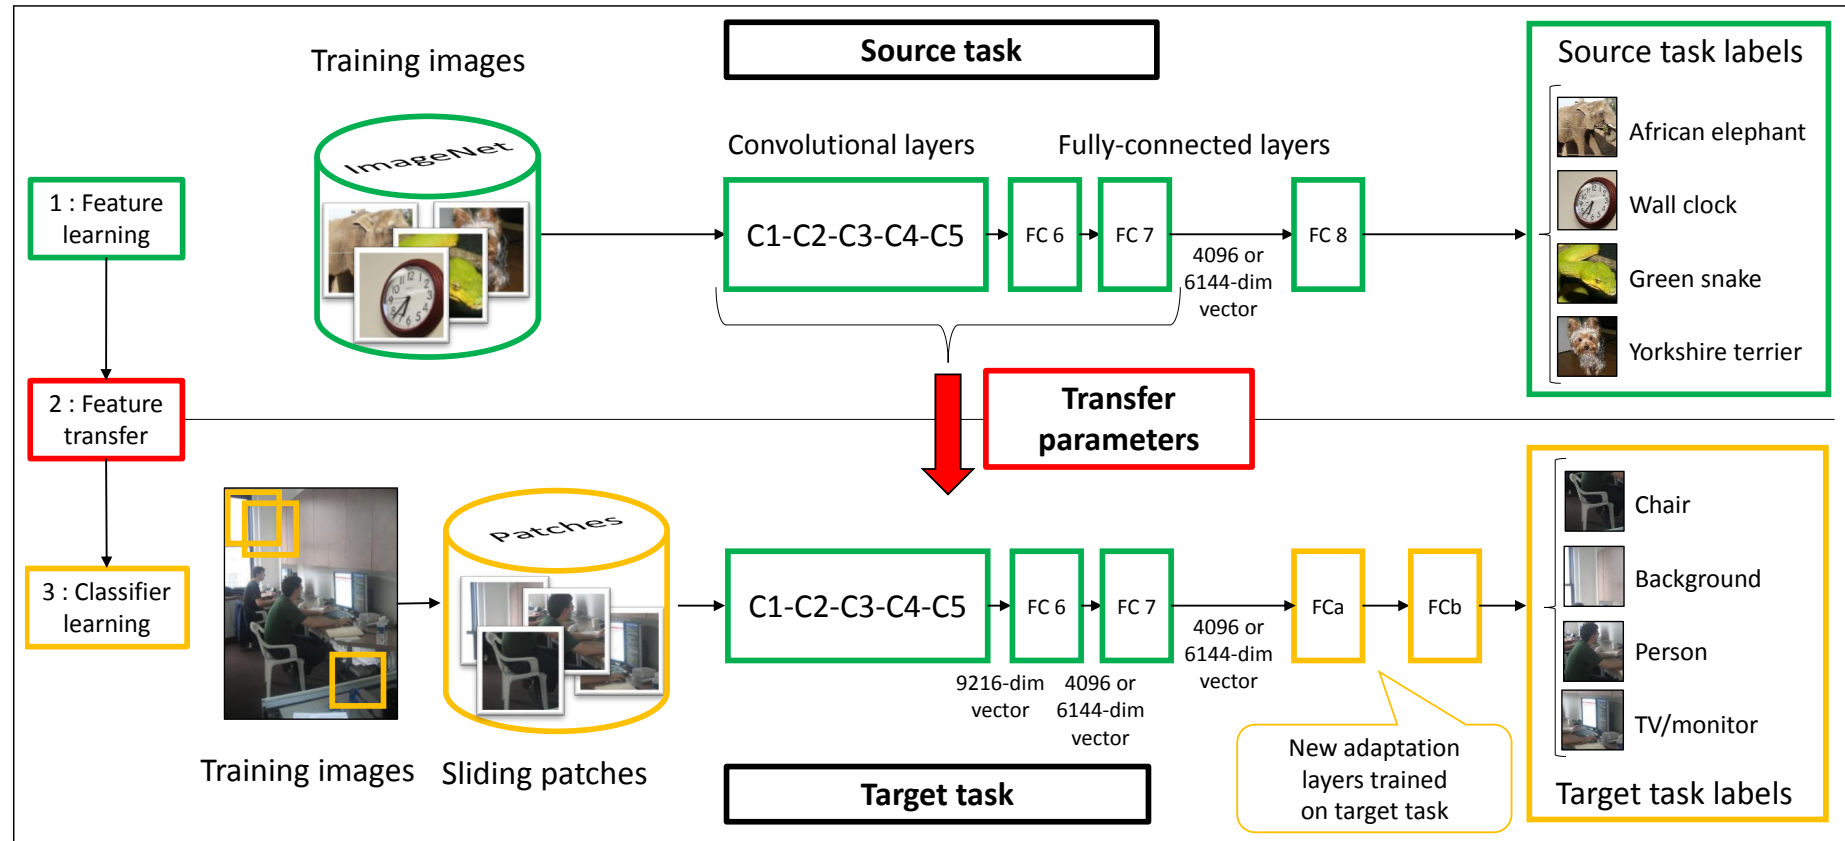 Source task
Training images
Source task labels
ImageNet
Convolutional layers
Fully-connected layers
African elephant
Wall clock
Green snake
Yorkshire terrier
1 : Feature
learning
C1-C2-C3-C4-C5
FC 6
FC 7
4096 or
6144-dim
vector
FC 8
2 : Feature
transfer
Transfer
parameters
3 : Classifier
learning
Training images
Patches
Sliding patches
C1-C2-C3-C4-C5
9216-dim
vector
FC 6
4096 or
6144-dim
vector
FC 7
4096 or
6144-dim
vector
FCa
FCb
New adaptation
layers trained
on target task
Chair
Background
Person
TV/monitor
Target task labels
Target task